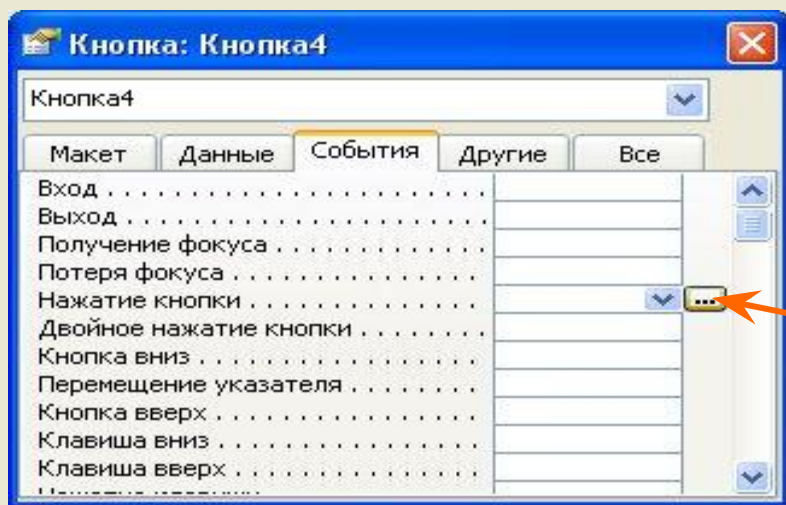 Кнопка: Кнопка4
Кнопка4
Макет Данные События Другие Все
Вход . . . . . . . . . . . . . . . . . . . . . . . .
Выход . . . . . . . . . . . . . . . . . . . . . . .
Получение фокуса . . . . . . . . . . . . . .
Потеря фокуса . . . . . . . . . . . . . . . .
Нажатие кнопки . . . . . . . . . . . . . . . ...
Двойное нажатие кнопки . . . . . . . .
Кнопка вниз . . . . . . . . . . . . . . . . . .
Перемещение указателя . . . . . . . .
Кнопка вверх . . . . . . . . . . . . . . . . .
Клавиша вниз . . . . . . . . . . . . . . . . .
Клавиша вверх . . . . . . . . . . . . . . . .